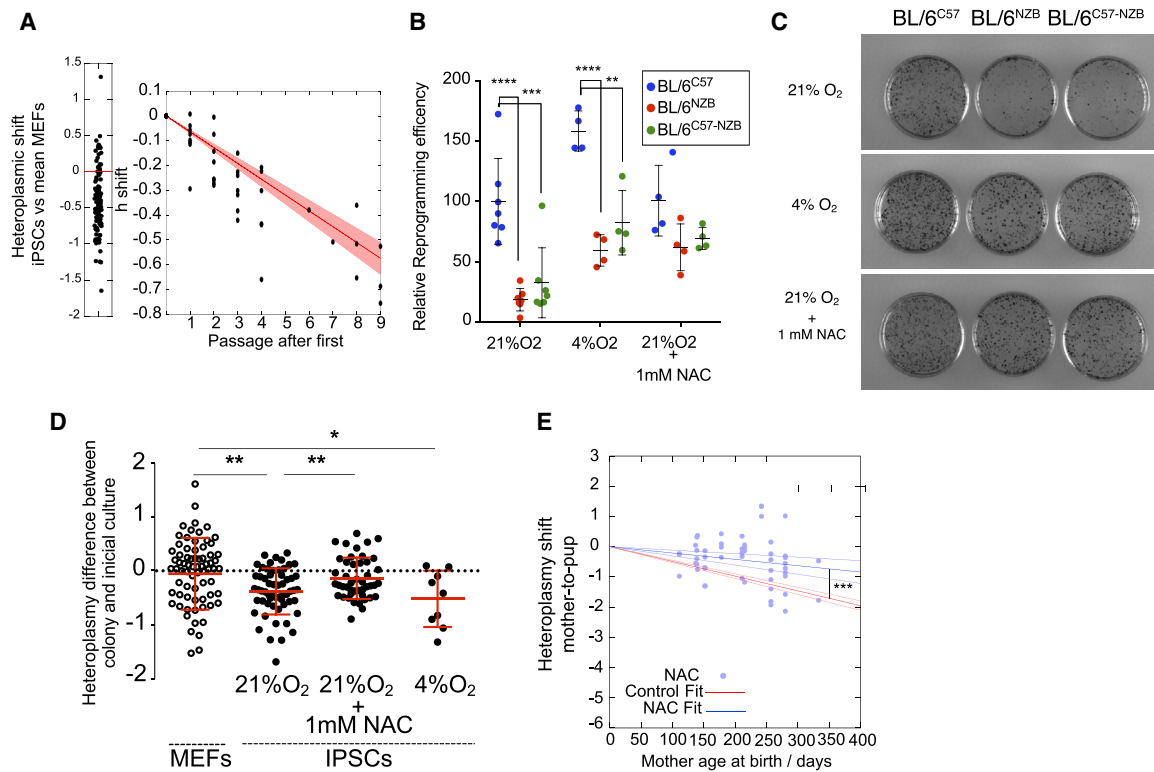 A
Heteroplasmic shift
iPSCs vs mean MEFs
1.5
1
0.5
0
-0.5
-1
-1.5
-2
h shift
0.1
0
-0.1
-0.2
-0.3
-0.4
-0.5
-0.6
-0.7
-0.8
1 2 3 4 5 6 7 8 9
Passage after first
B
Relative Reprogramming efficency
200
150
100
50
0
**** ***
**** **
BL/6C57
BL/6NZB
BL/6C57-NZB
21%O2 4%O2 21%O2
+
1mM NAC
C
BL/6C57 BL/6NZB BL/6C57-NZB
21% O2
4% O2
21% O2
+
1 mM NAC
D
Heteroplasmy difference between
colony and inicial culture
2
1
0
-1
-2
*
** **
21%O2 21%O2 4%O2
+
1mM NAC
MEFs IPSCs
E
Heteroplasmy shift
mother-to-pup
3
2
1
0
-1
-2
-3
-4
-5
-6
***
NAC
Control Fit
NAC Fit
0 50 100 150 200 250 300 350 400
Mother age at birth / days